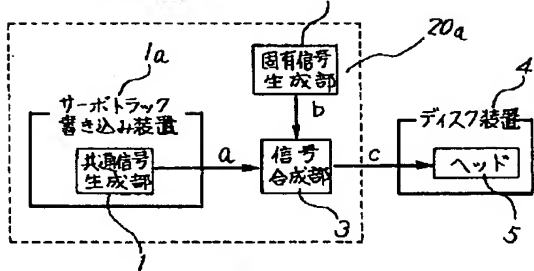 20a
1a
固有信号
生成部
4
サーボトラック
書き込み装置
b
ディスク装置
共通信号
生成部
a
信号
合成部
c
ヘッド
1
3
5